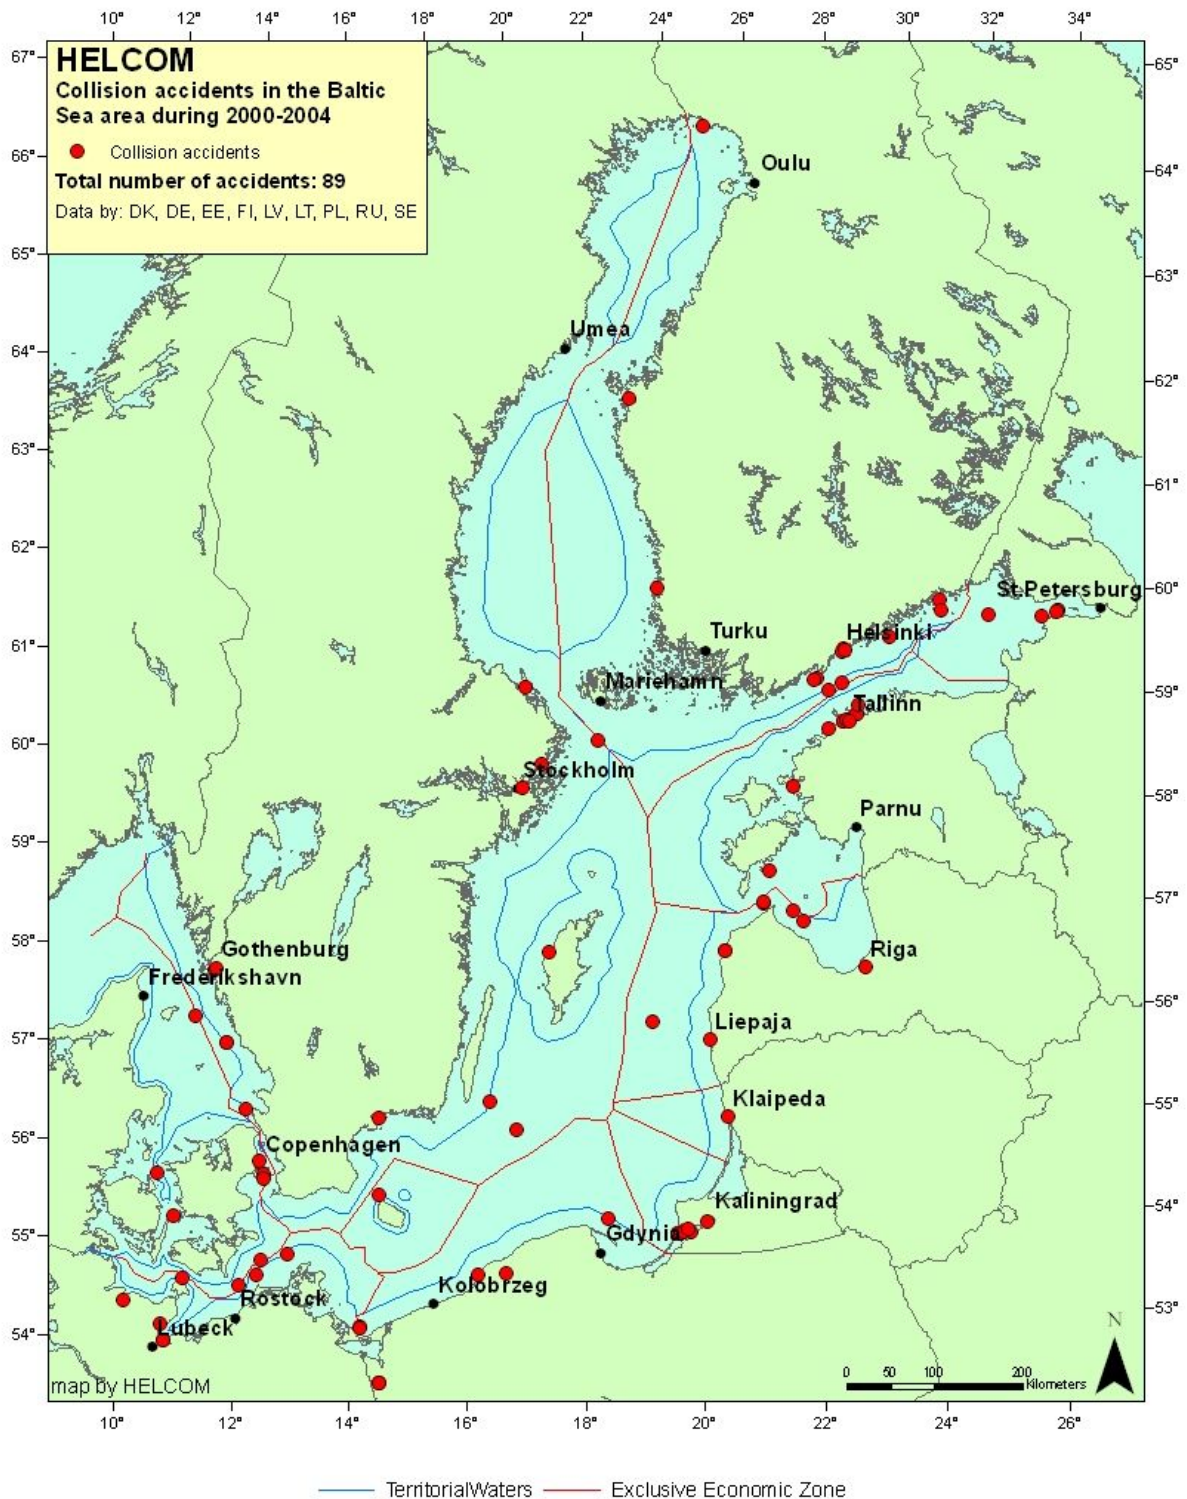 10° 12° 14° 16° 18° 20° 22° 24° 26° 28° 30° 32° 34°
HELCOM
Collision accidents in the Baltic
Sea area during 2000-2004
Collision accidents
Total number of accidents: 89
Data by: DK, DE, EE, FI, LV, LT, PL, RU, SE
67°
66°
65°
64°
63°
62°
61°
60°
59°
58°
57°
56°
55°
54°
65°
64°
63°
62°
61°
60°
59°
58°
57°
56°
55°
54°
53°
Oulu
Umea
St.Petersburg
Turku
Helsinki
Mariehamn
Tallinn
Stockholm
Parnu
Gothenburg
Riga
Frederikshavn
Liepaja
Klaipeda
Copenhagen
Kaliningrad
Gdynia
Kolobrzeg
Rostock
Lubeck
N
0 50 100 200
Kilometers
map by HELCOM
10° 12° 14° 16° 18° 20° 22° 24° 26°
TerritorialWaters Exclusive Economic Zone